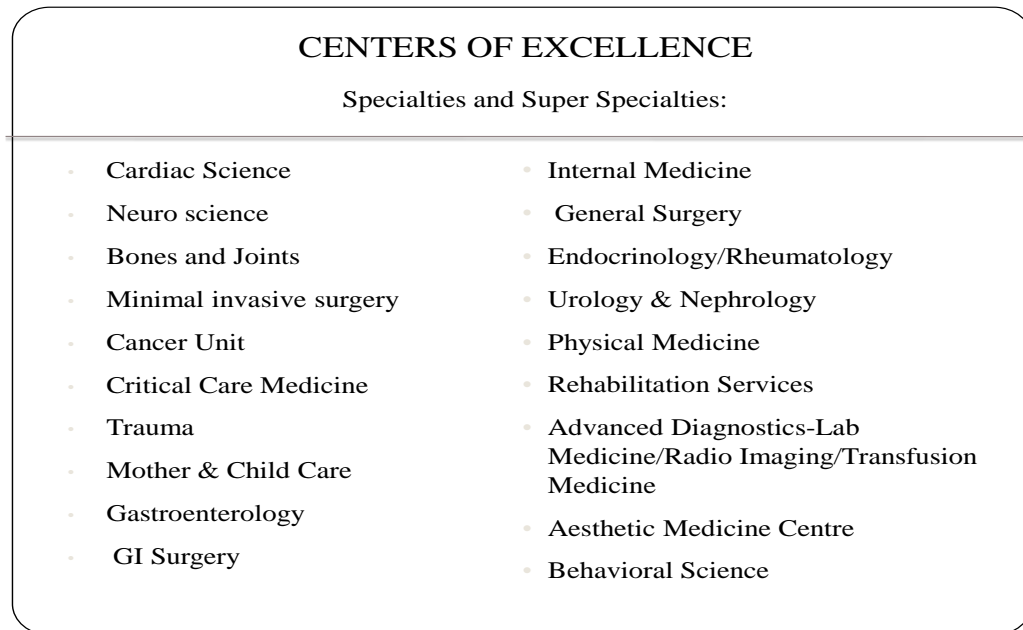 CENTERS OF EXCELLENCE
Specialties and Super Specialties:
Cardiac Science
Neuro science
Bones and Joints
Minimal invasive surgery
Cancer Unit
Critical Care Medicine
Trauma
Mother & Child Care
Gastroenterology
GI Surgery
Internal Medicine
General Surgery
Endocrinology/Rheumatology
Urology & Nephrology
Physical Medicine
Rehabilitation Services
Advanced Diagnostics-Lab
Medicine/Radio Imaging/Transfusion
Medicine
Aesthetic Medicine Centre
Behavioral Science